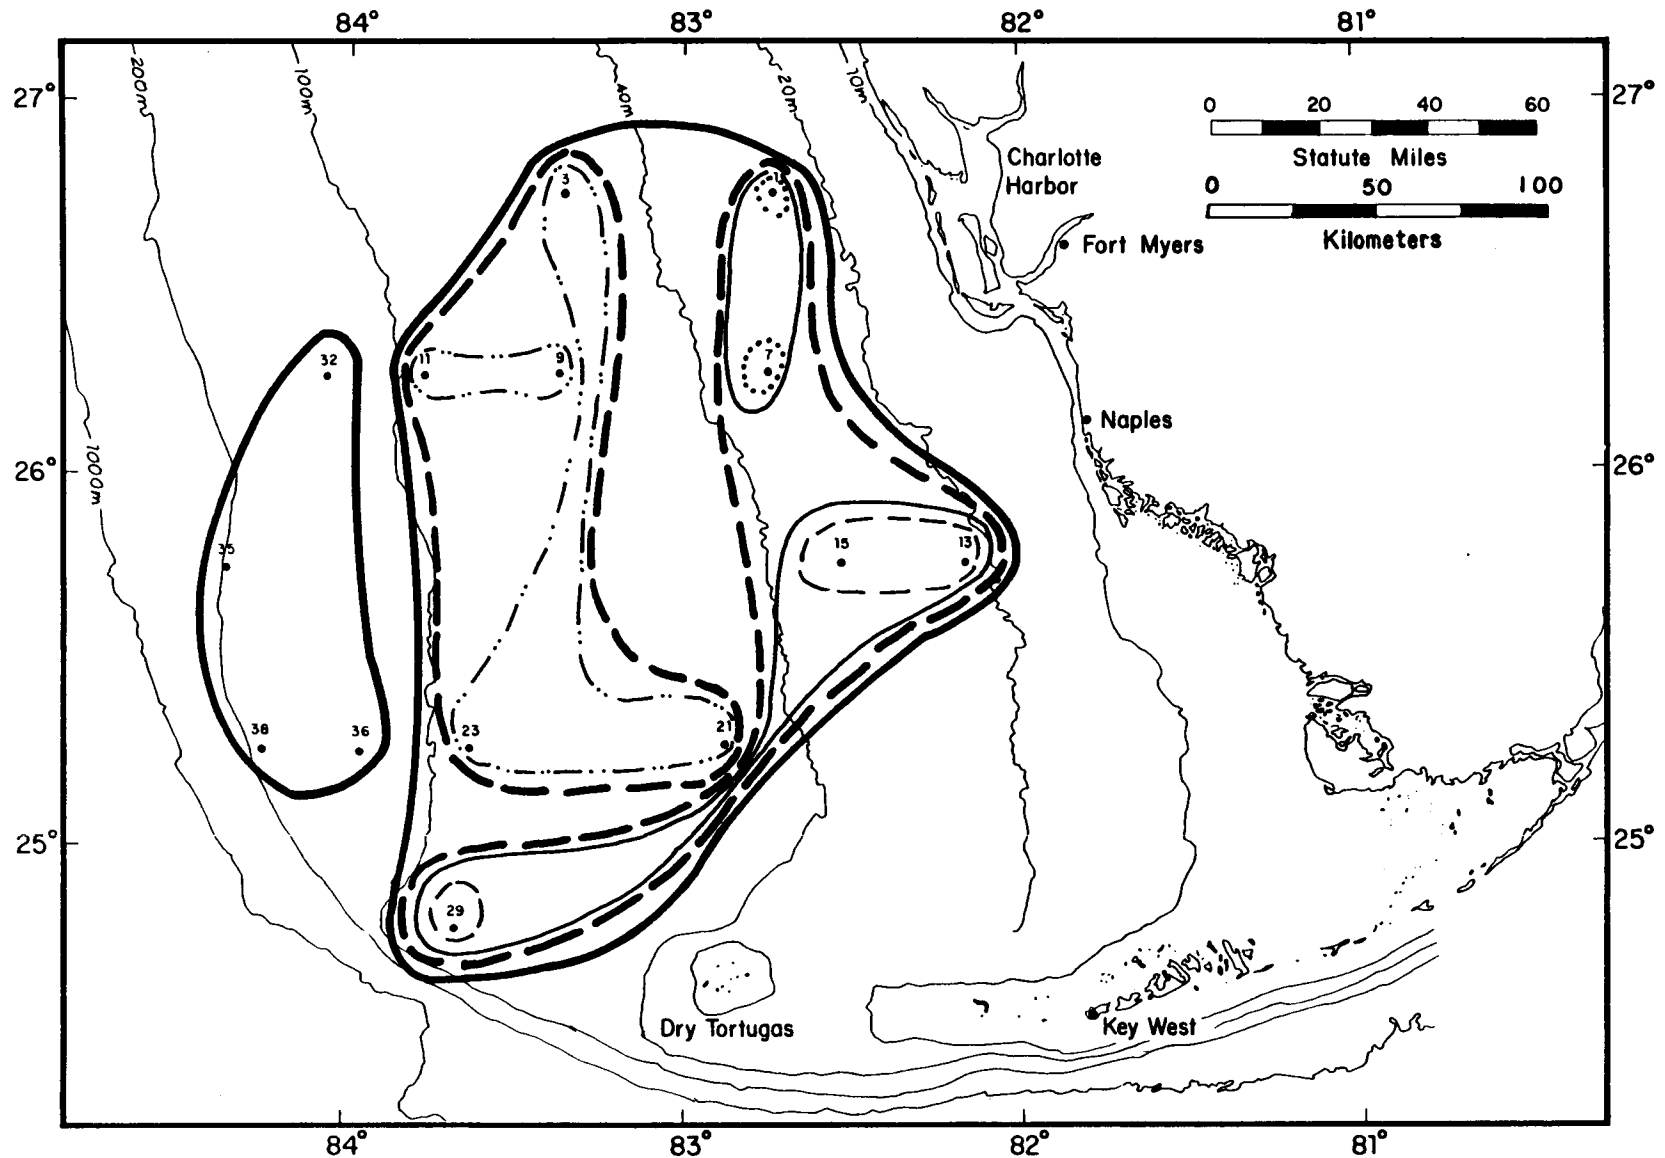 84° 83° 82° 81°
200m 100m 40m 20m 10m
27° 27°
0 20 40 60
Statute Miles
0 50 100
Kilometers
Charlotte
Harbor
3
Fort Myers
32 11 9 7
Naples
1000m
26° 26°
35 15 13
38 36 23 21
25° 25°
29
Dry Tortugas
Key West
84° 83° 82° 81°